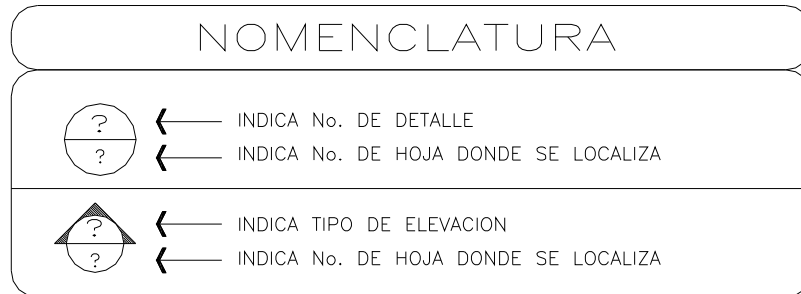 NOMENCLATURA
? INDICA No. DE DETALLE
? INDICA No. DE HOJA DONDE SE LOCALIZA
? INDICA TIPO DE ELEVACION
? INDICA No. DE HOJA DONDE SE LOCALIZA